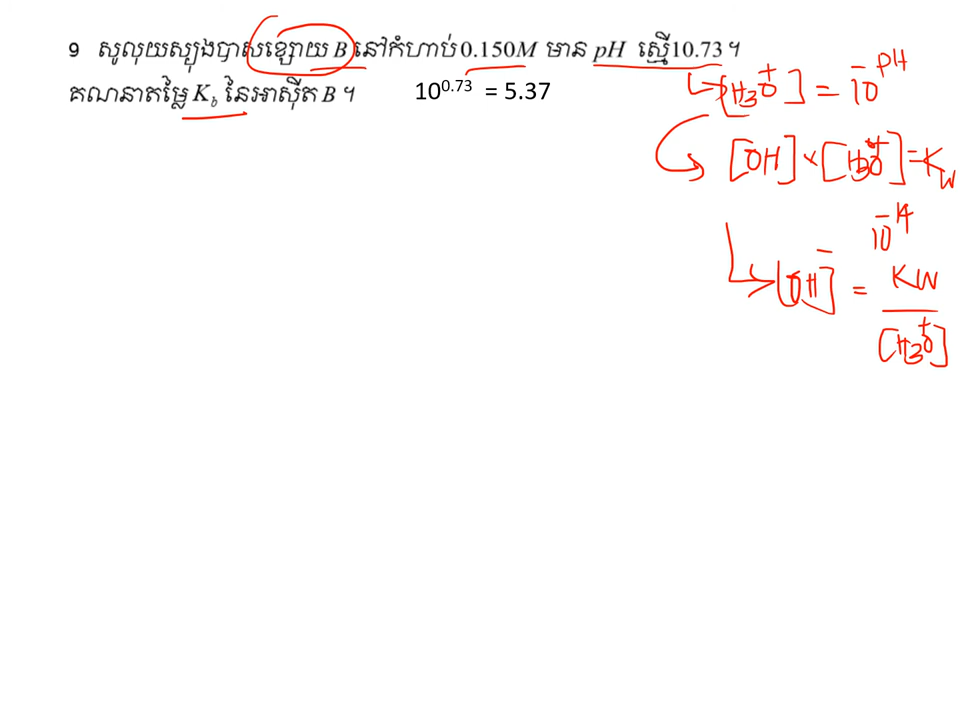 9 សូលុយស្យុងបាសខ្សោយ B នៅកំហាប់ 0.150M មាន pH ស្មើ 10.73 ។
គណនាតម្លៃ K_b នៃអាស៊ីត B ។ 10^0.73 = 5.37
[H3O+] = 10^-pH
[OH] × [H3O+] = Kw
10^-14
[OH-] = Kw / [H3O+]